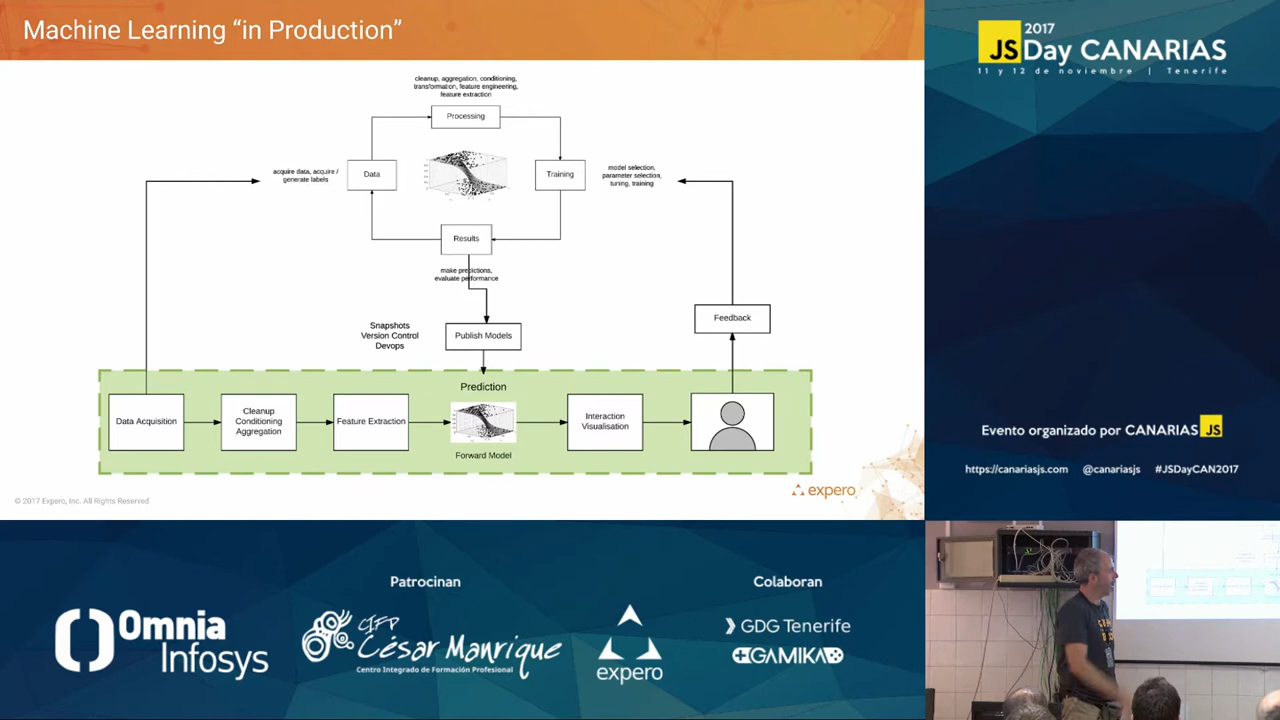 Machine Learning “in Production”
cleanup, aggregation, conditioning,
transformation, feature engineering,
feature extraction
Processing
acquire data, acquire /
generate labels
Data
Training
model selection,
parameter selection,
tuning, training
Results
make predictions,
evaluate performance
Snapshots
Version Control
Devops
Publish Models
Feedback
Prediction
Data Acquisition
Cleanup
Conditioning
Aggregation
Feature Extraction
Forward Model
Interaction
Visualisation
© 2017 Expero, Inc. All Rights Reserved
expero
2017
JSDay CANARIAS
11 y 12 de noviembre | Tenerife
Evento organizado por CANARIAS JS
https://canariasjs.com @canariasjs #JSDayCAN2017
Patrocinan
Omnia
Infosys
CIFP
César Manrique
Centro Integrado de Formación Profesional
expero
Colaboran
GDG Tenerife
GAMIKA